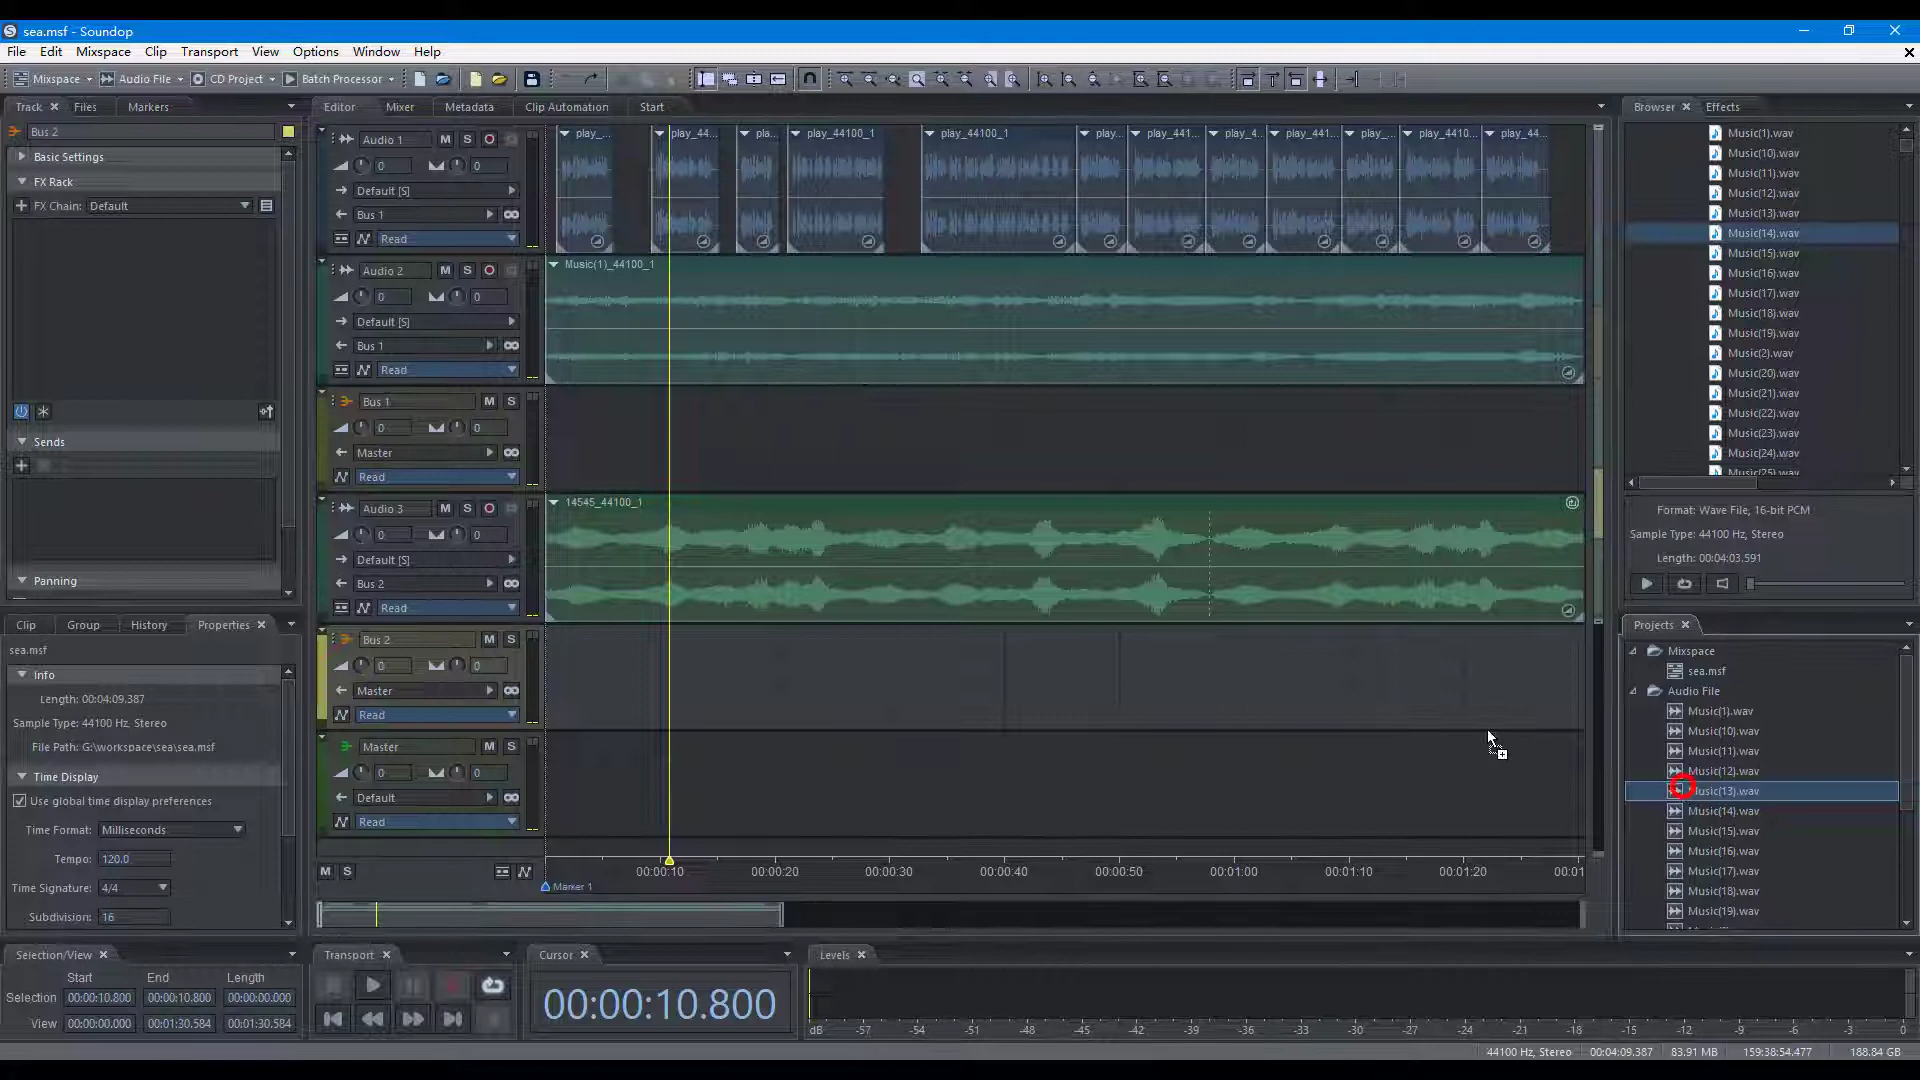 sea.msf - Soundop
File Edit Mixspace Clip Transport View Options Window Help
Mixspace Audio File CD Project Batch Processor
Track Files Markers
Bus 2
Basic Settings
FX Rack
FX Chain: Default
Sends
Panning
Clip Group History Properties
sea.msf
Info
Length: 00:04:09.387
Sample Type: 44100 Hz, Stereo
File Path: G:\workspace\sea\sea.msf
Time Display
Use global time display preferences
Time Format: Milliseconds
Tempo: 120.0
Time Signature: 4/4
Subdivision: 16
Editor Mixer Metadata Clip Automation Start
Audio 1 M S
0 0
Default [S]
Bus 1
Read
play_... play_44... pla... play_44100_1 play_44100_1 play... play_441... play_4... play_441... play_4... play_4410... play_44...
Audio 2 M S
0 0
Default [S]
Bus 1
Read
Music(1)_44100_1
Bus 1 M S
0 0
Master
Read
Audio 3 M S
0 0
Default [S]
Bus 2
Read
14545_44100_1
Bus 2 M S
0 0
Master
Read
Master M S
0 0
Default
Read
M S
00:00:10 00:00:20 00:00:30 00:00:40 00:00:50 00:01:00 00:01:10 00:01:20 00:01
Marker 1
Browser Effects
Music(1).wav
Music(10).wav
Music(11).wav
Music(12).wav
Music(13).wav
Music(14).wav
Music(15).wav
Music(16).wav
Music(17).wav
Music(18).wav
Music(19).wav
Music(2).wav
Music(20).wav
Music(21).wav
Music(22).wav
Music(23).wav
Music(24).wav
Music(25).wav
Format: Wave File, 16-bit PCM
Sample Type: 44100 Hz, Stereo
Length: 00:04:03.591
Projects
Mixspace
sea.msf
Audio File
Music(1).wav
Music(10).wav
Music(11).wav
Music(12).wav
Music(13).wav
Music(14).wav
Music(15).wav
Music(16).wav
Music(17).wav
Music(18).wav
Music(19).wav
Selection/View
Start End Length
Selection 00:00:10.800 00:00:10.800 00:00:00.000
View 00:00:00.000 00:01:30.584 00:01:30.584
Transport
Cursor
00:00:10.800
Levels
dB -57 -54 -51 -48 -45 -42 -39 -36 -33 -30 -27 -24 -21 -18 -15 -12 -9 -6 -3 0
44100 Hz, Stereo 00:04:09.387 83.91 MB 159:38:54.477 188.84 GB